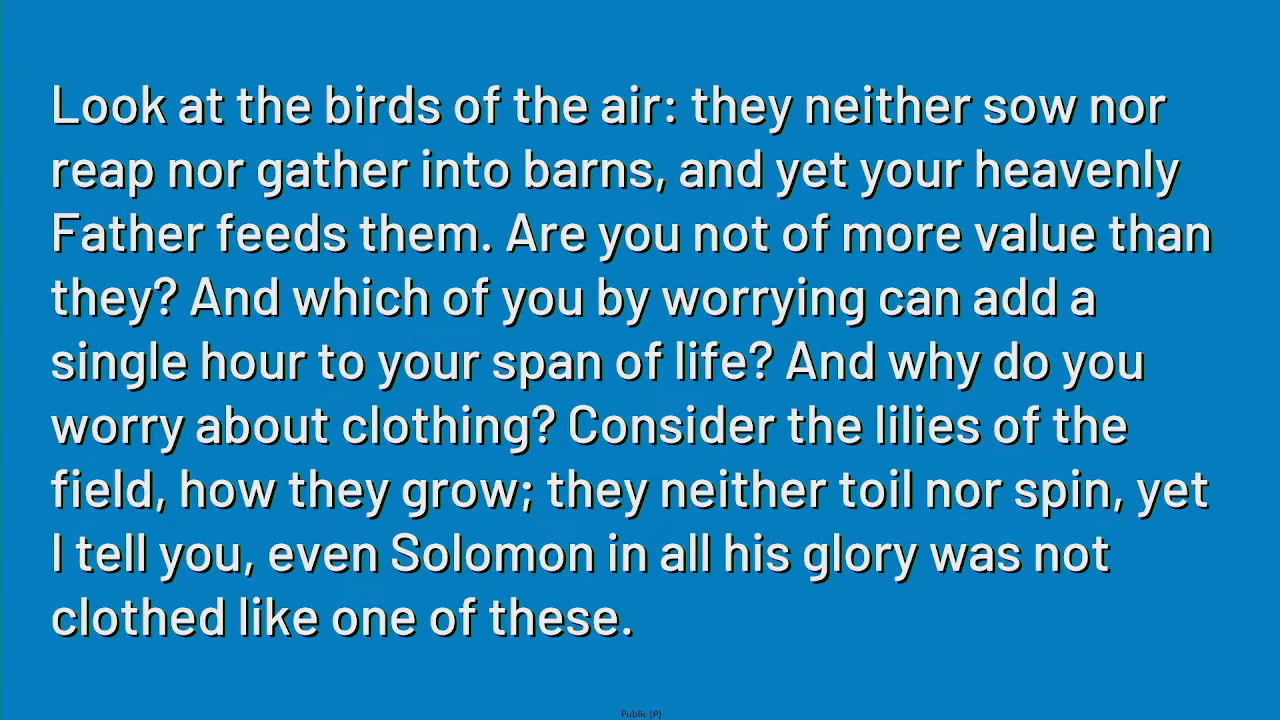 Look at the birds of the air: they neither sow nor
reap nor gather into barns, and yet your heavenly
Father feeds them. Are you not of more value than
they? And which of you by worrying can add a
single hour to your span of life? And why do you
worry about clothing? Consider the lilies of the
field, how they grow; they neither toil nor spin, yet
I tell you, even Solomon in all his glory was not
clothed like one of these.
Public (P)